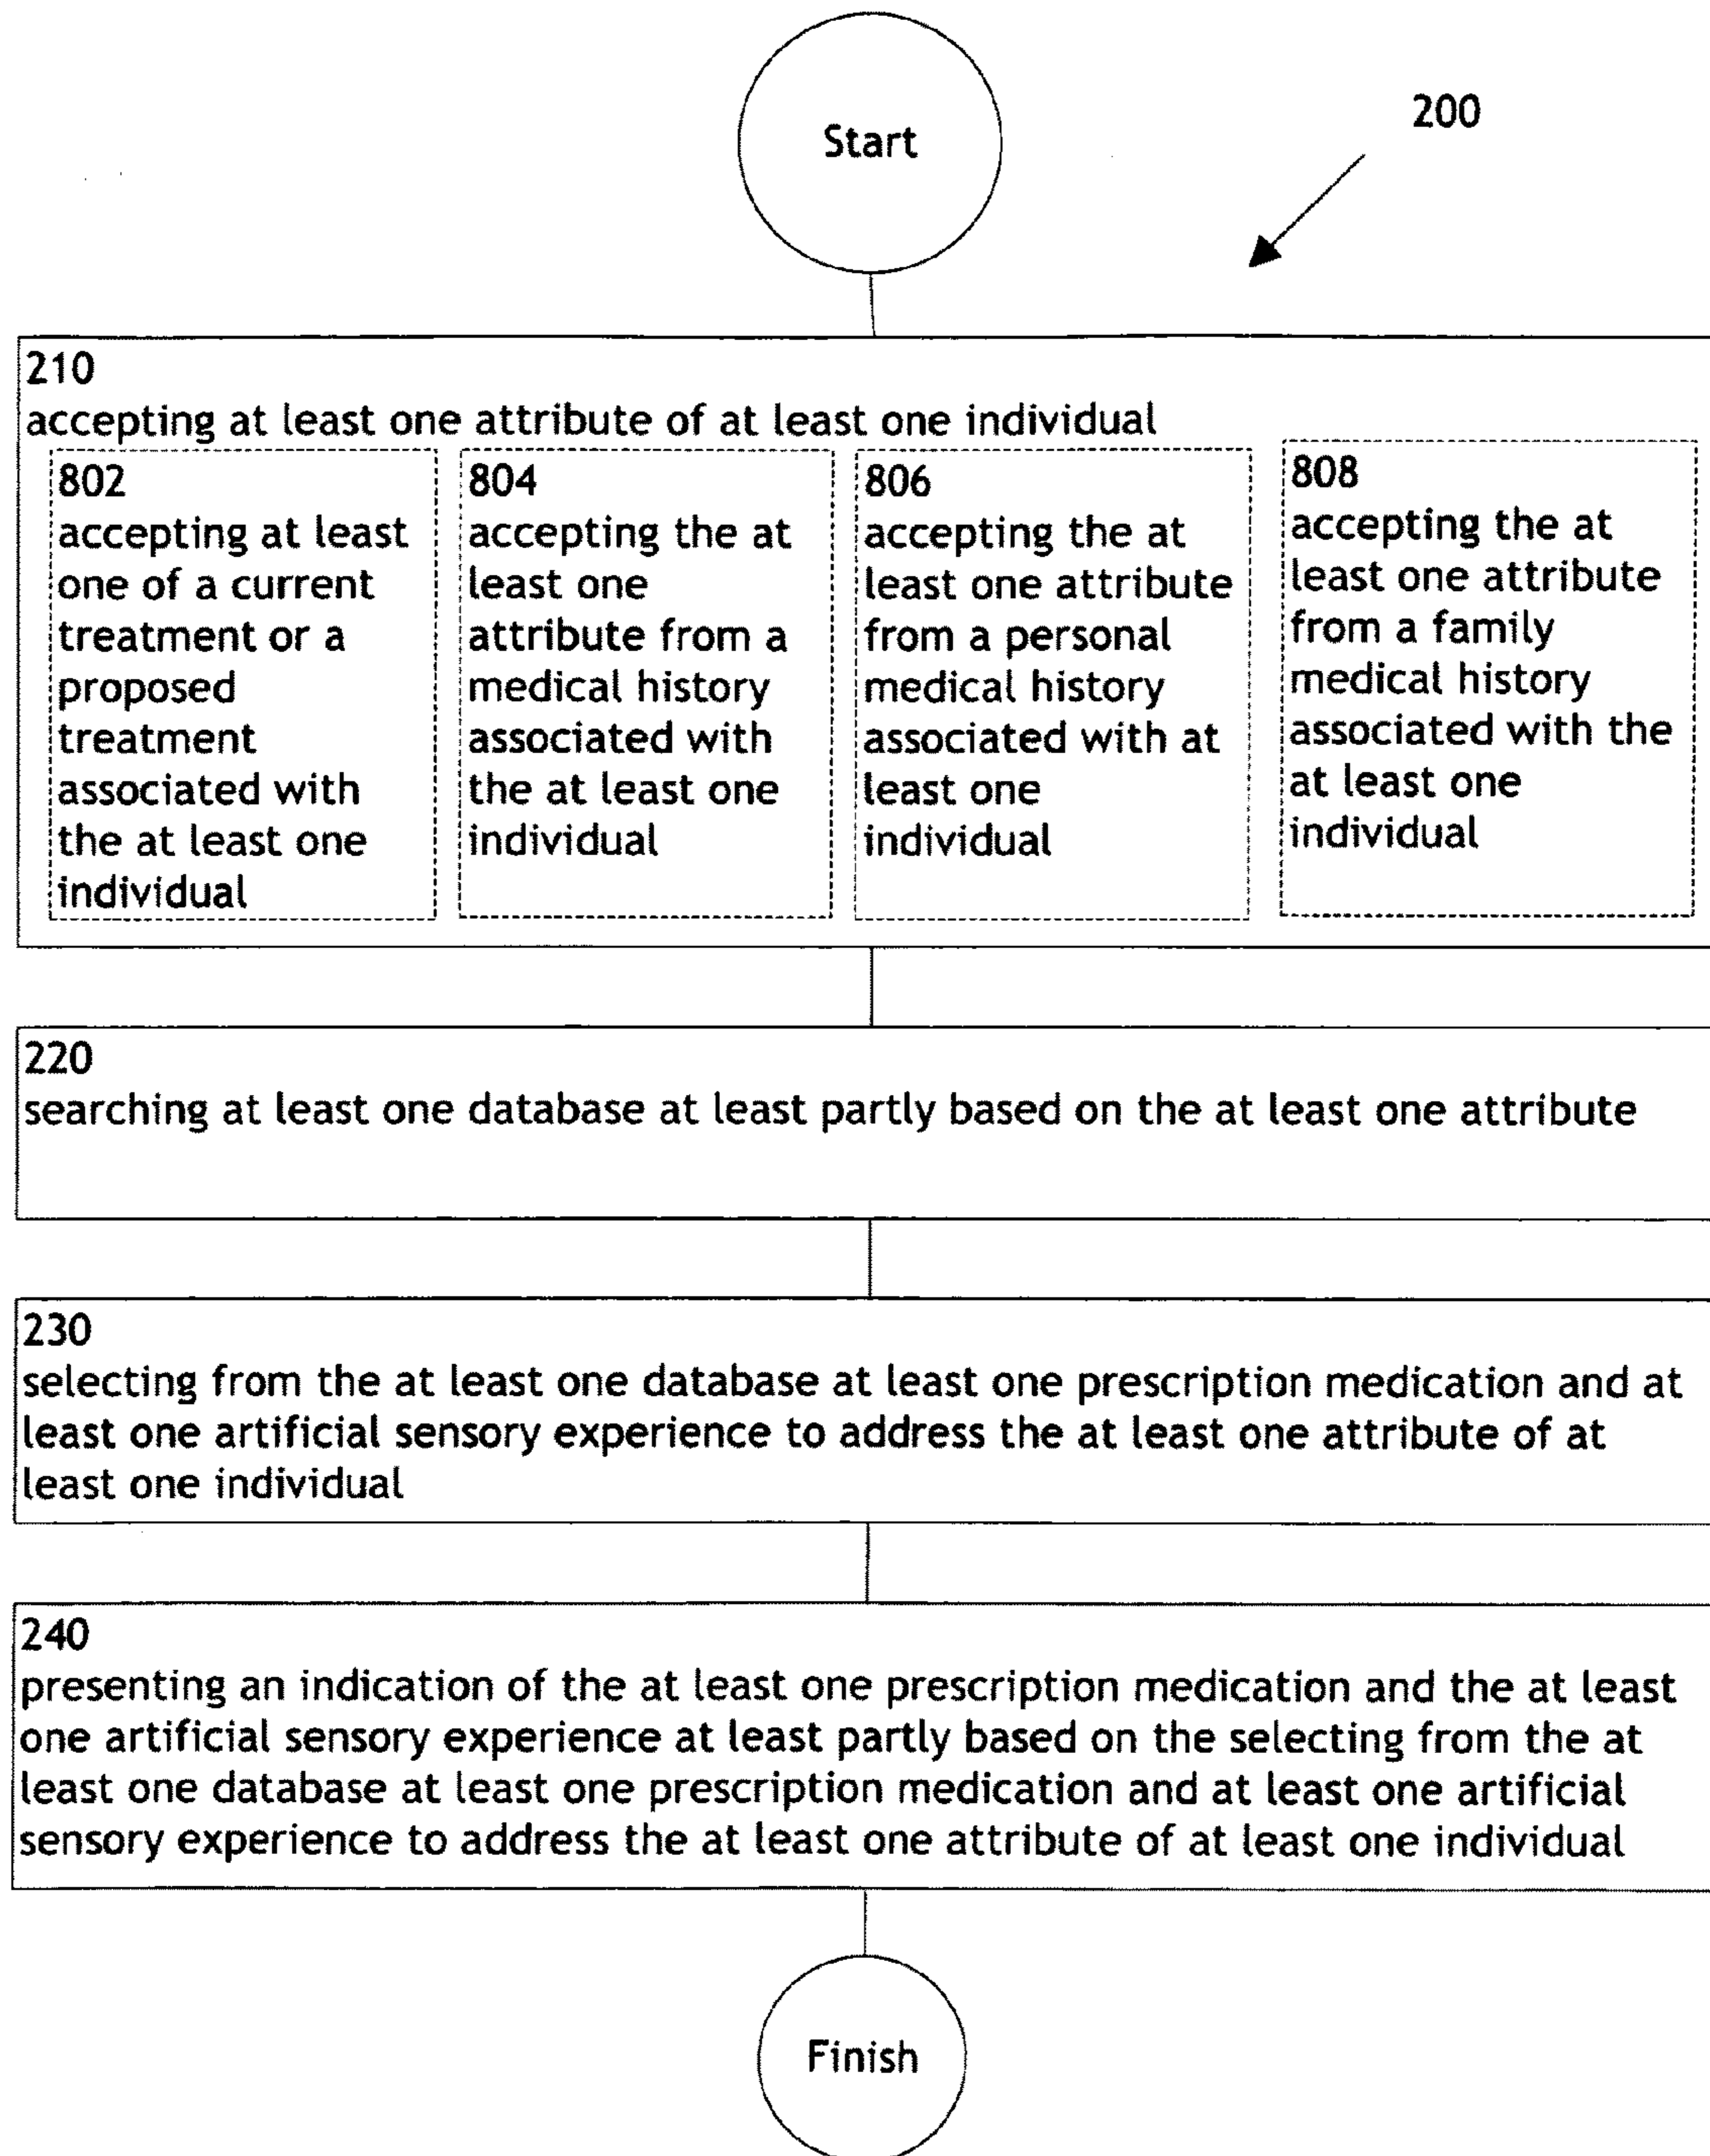 Start
200
210
accepting at least one attribute of at least one individual
802
accepting at least
one of a current
treatment or a
proposed
treatment
associated with
the at least one
individual
804
accepting the at
least one
attribute from a
medical history
associated with
the at least one
individual
806
accepting the at
least one attribute
from a personal
medical history
associated with at
least one
individual
808
accepting the at
least one attribute
from a family
medical history
associated with the
at least one
individual
220
searching at least one database at least partly based on the at least one attribute
230
selecting from the at least one database at least one prescription medication and at
least one artificial sensory experience to address the at least one attribute of at
least one individual
240
presenting an indication of the at least one prescription medication and the at least
one artificial sensory experience at least partly based on the selecting from the at
least one database at least one prescription medication and at least one artificial
sensory experience to address the at least one attribute of at least one individual
Finish